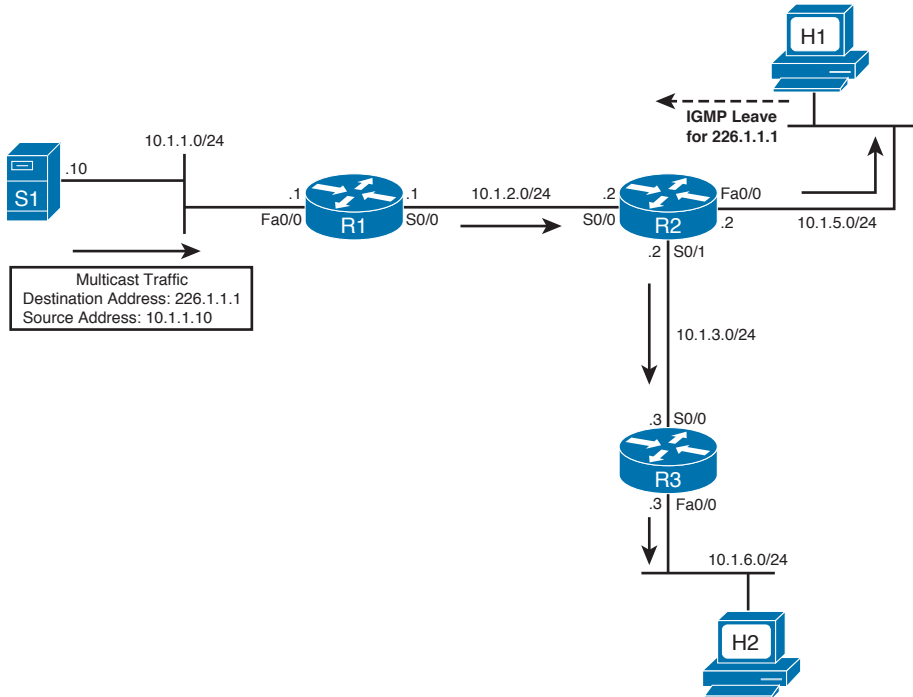 H1
IGMP Leave
for 226.1.1.1
10.1.1.0/24
.10
S1
.1
Fa0/0
R1
.1
S0/0
10.1.2.0/24
.2
S0/0
R2
Fa0/0
.2
10.1.5.0/24
.2
S0/1
Multicast Traffic
Destination Address: 226.1.1.1
Source Address: 10.1.1.10
10.1.3.0/24
.3
S0/0
R3
.3
Fa0/0
10.1.6.0/24
H2